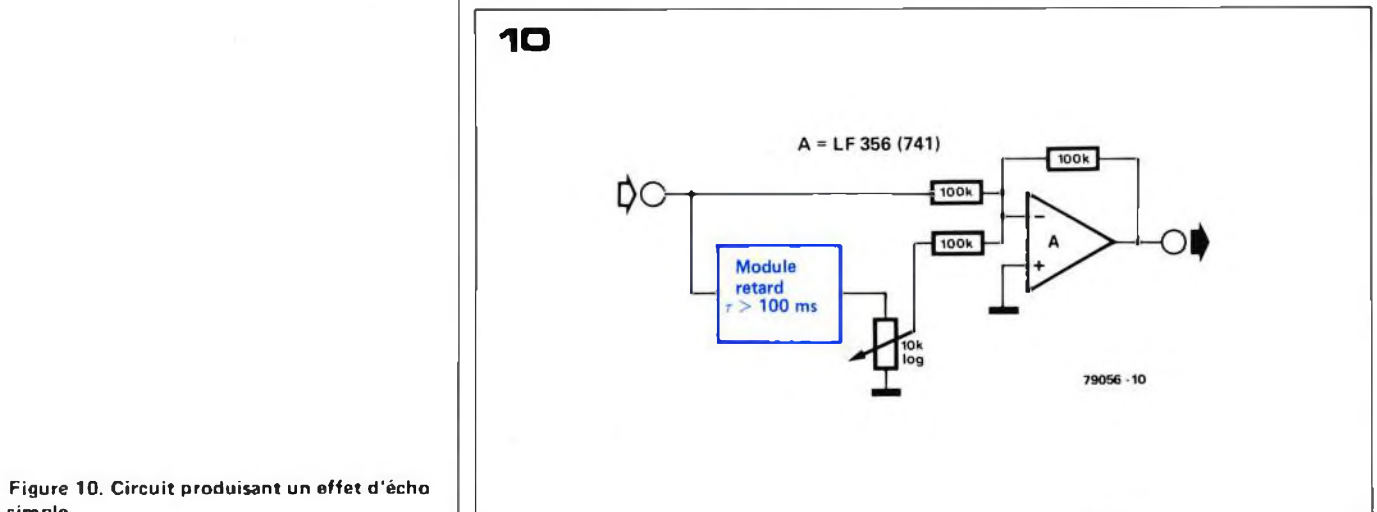 10
A = LF 356 (741)
100k
100k
100k
A
−
+
Module
retard
τ > 100 ms
10k
log
79056 - 10
Figure 10. Circuit produisant un effet d'écho
simple